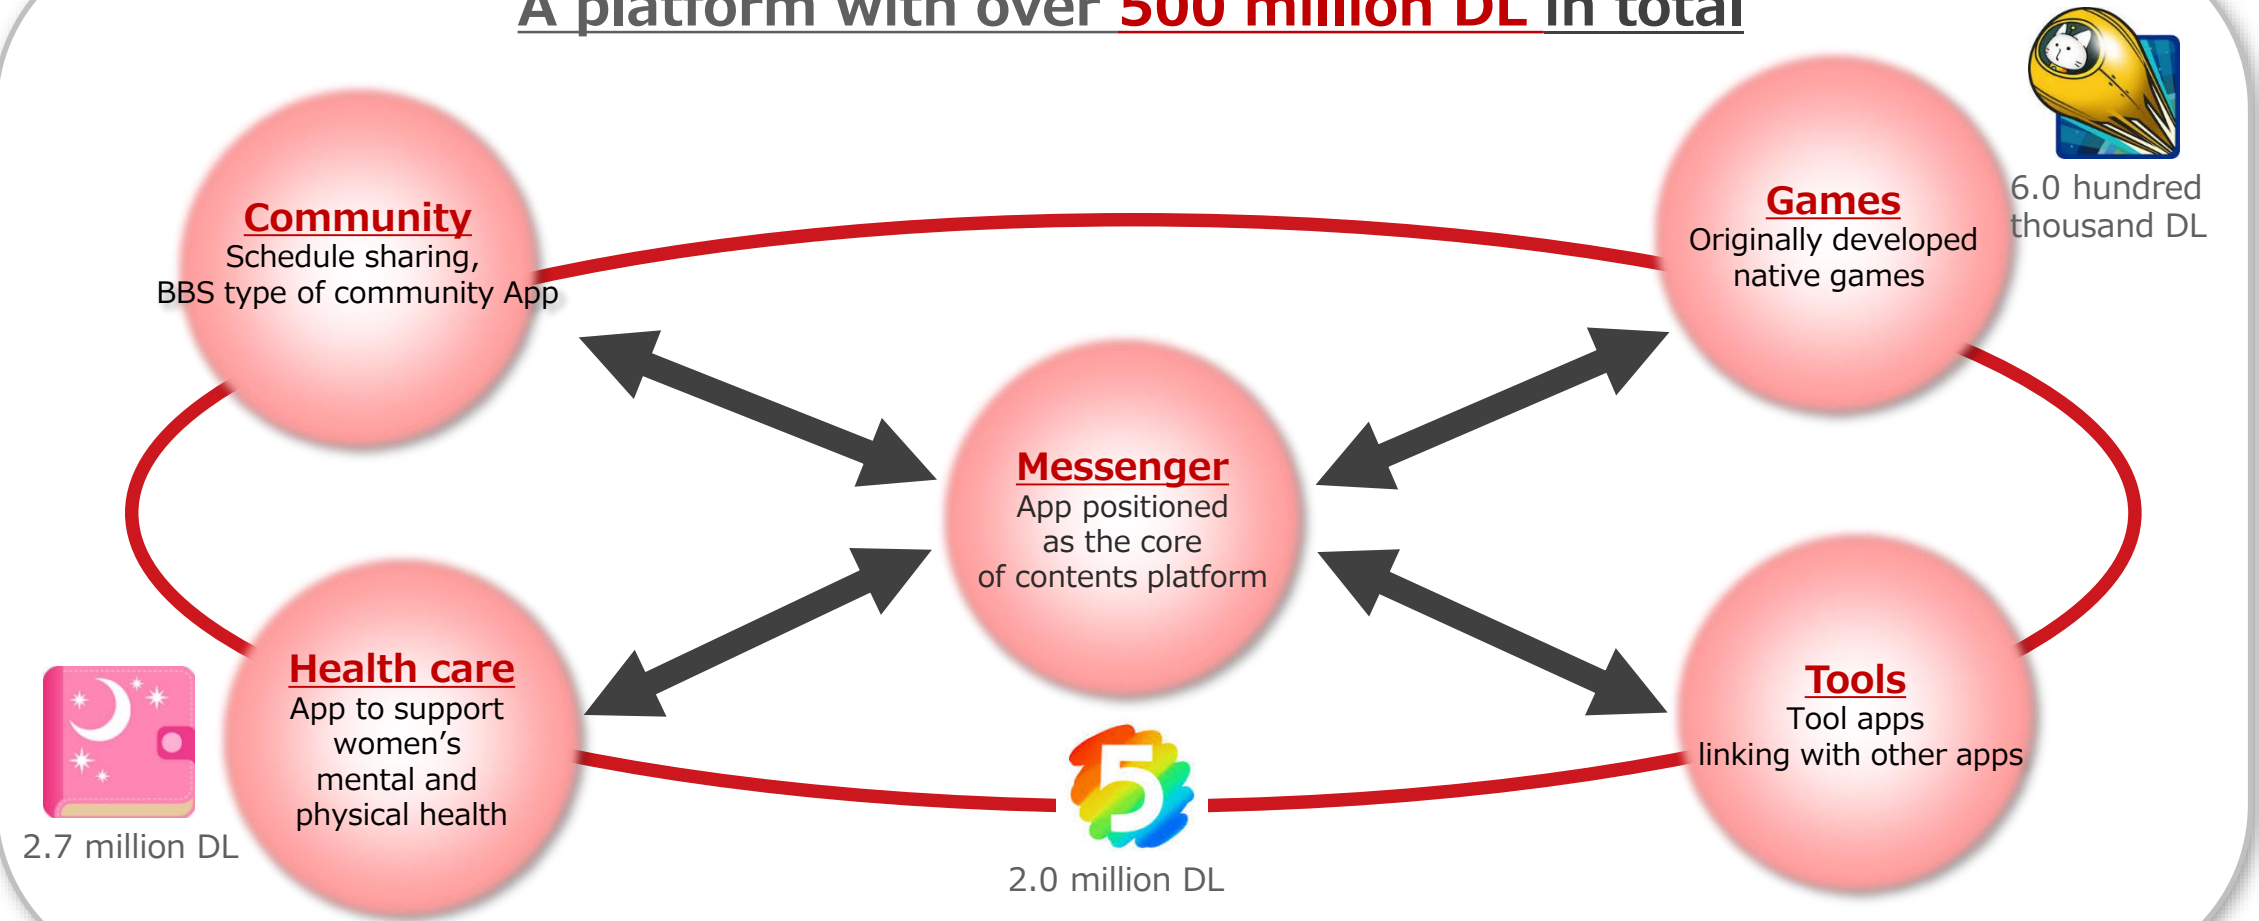 A platform with over 500 million DL in total
Community
Schedule sharing,
BBS type of community App
Games
Originally developed
native games
6.0 hundred
thousand DL
Messenger
App positioned
as the core
of contents platform
Health care
App to support
women’s
mental and
physical health
2.7 million DL
5
2.0 million DL
Tools
Tool apps
linking with other apps